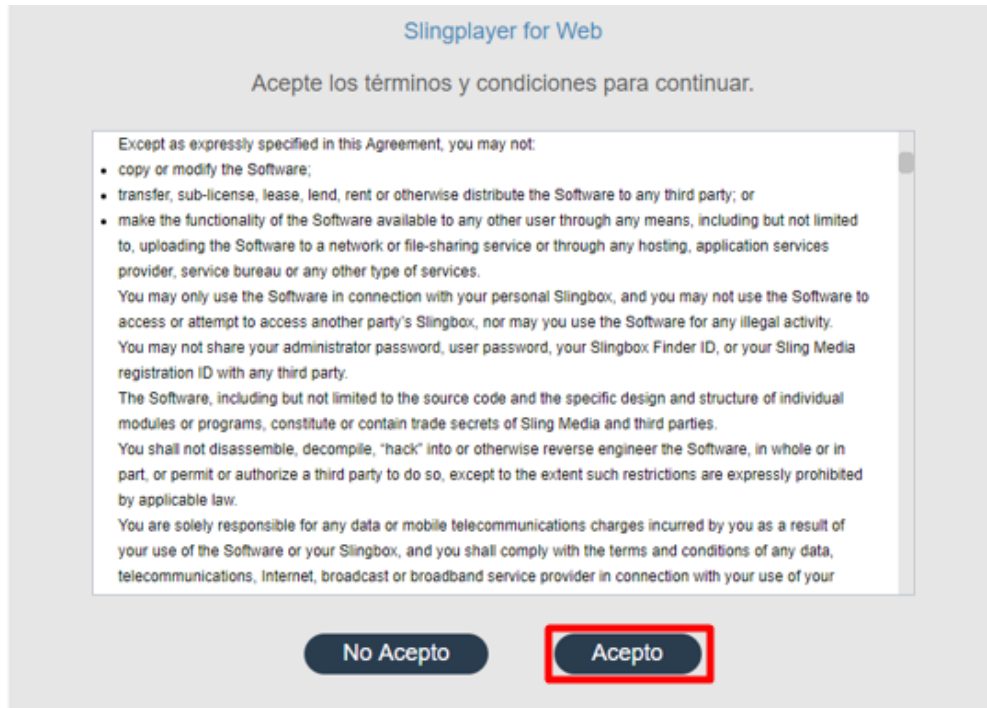 Slingplayer for Web
Acepte los términos y condiciones para continuar.
Except as expressly specified in this Agreement, you may not:
• copy or modify the Software;
• transfer, sub-license, lease, lend, rent or otherwise distribute the Software to any third party; or
• make the functionality of the Software available to any other user through any means, including but not limited
to, uploading the Software to a network or file-sharing service or through any hosting, application services
provider, service bureau or any other type of services.
You may only use the Software in connection with your personal Slingbox, and you may not use the Software to
access or attempt to access another party's Slingbox, nor may you use the Software for any illegal activity.
You may not share your administrator password, user password, your Slingbox Finder ID, or your Sling Media
registration ID with any third party.
The Software, including but not limited to the source code and the specific design and structure of individual
modules or programs, constitute or contain trade secrets of Sling Media and third parties.
You shall not disassemble, decompile, “hack” into or otherwise reverse engineer the Software, in whole or in
part, or permit or authorize a third party to do so, except to the extent such restrictions are expressly prohibited
by applicable law.
You are solely responsible for any data or mobile telecommunications charges incurred by you as a result of
your use of the Software or your Slingbox, and you shall comply with the terms and conditions of any data,
telecommunications, Internet, broadcast or broadband service provider in connection with your use of your
No Acepto
Acepto